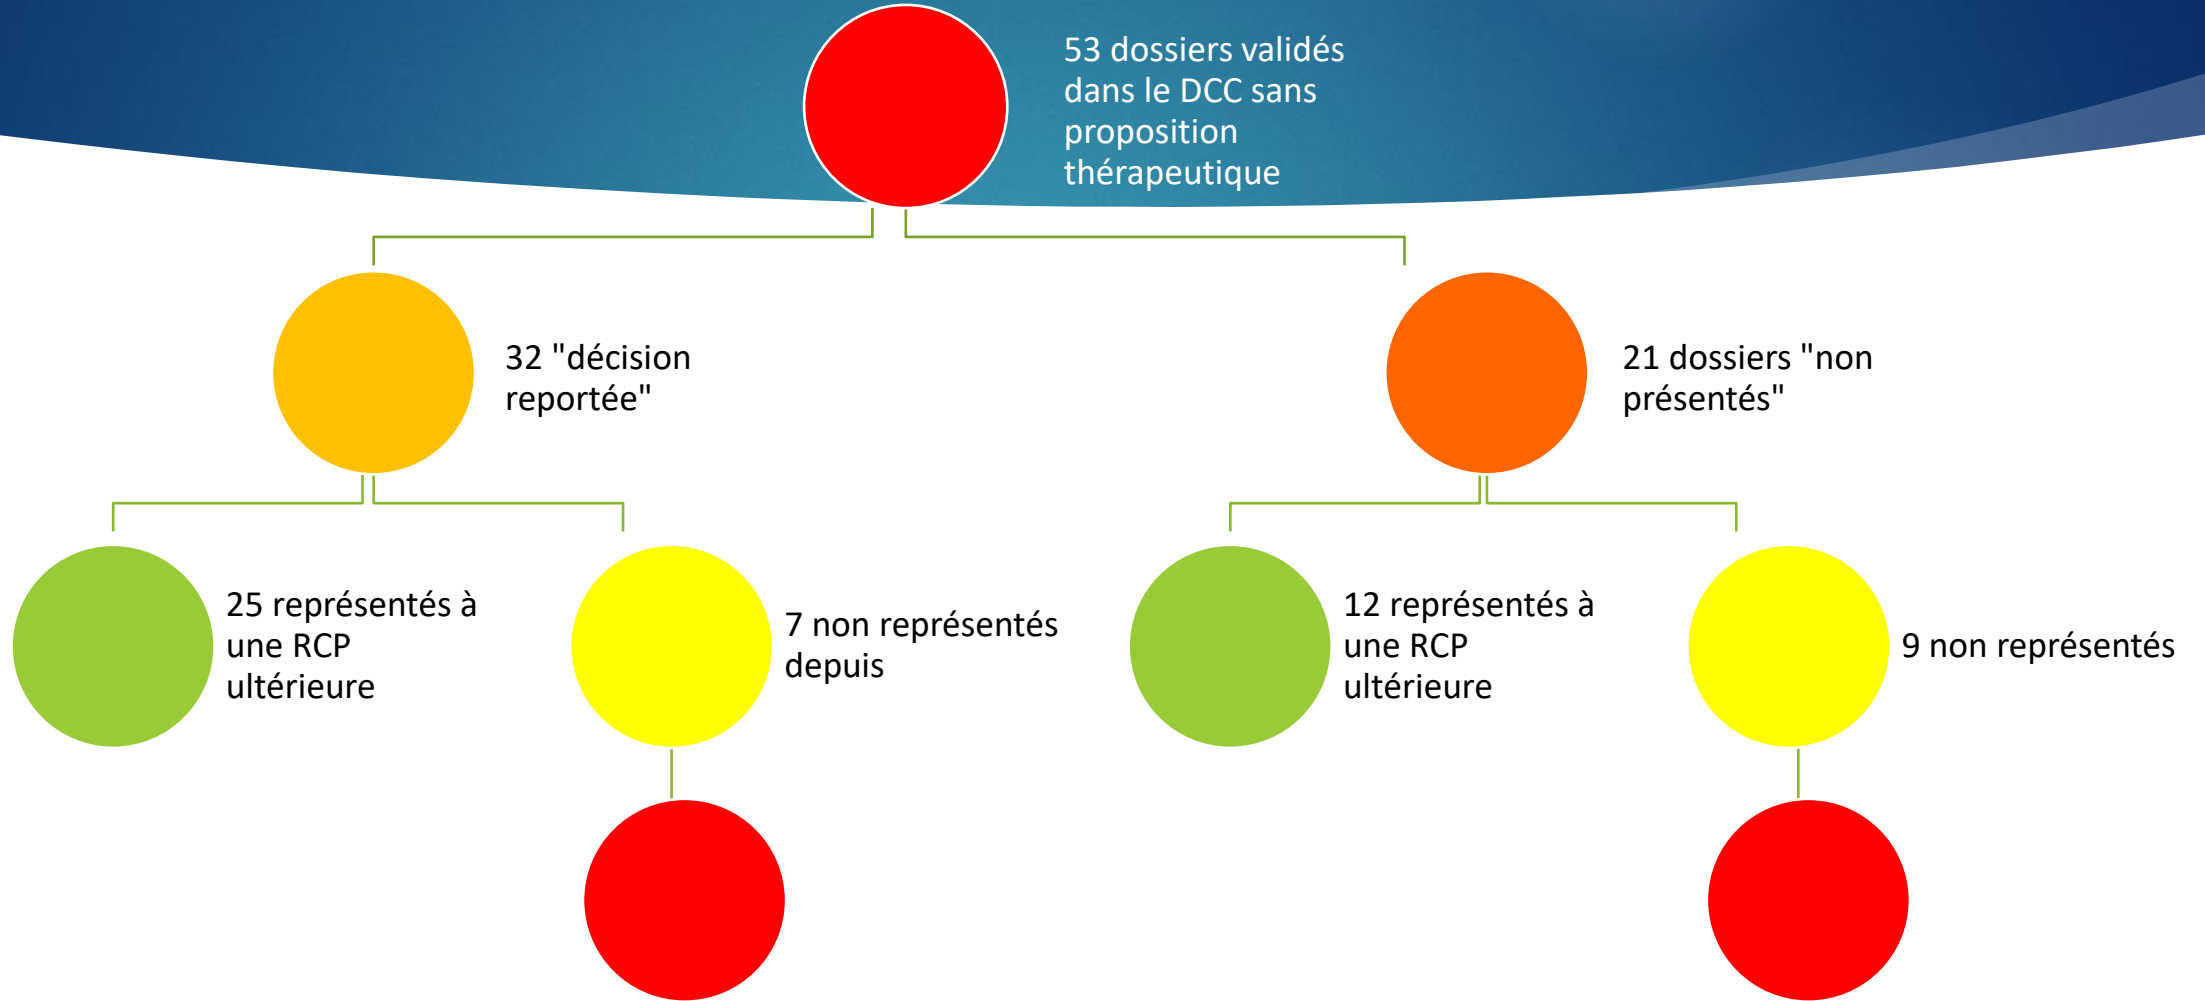 53 dossiers validés
dans le DCC sans
proposition
thérapeutique
32 "décision
reportée"
21 dossiers "non
présentés"
25 représentés à
une RCP
ultérieure
7 non représentés
depuis
12 représentés à
une RCP
ultérieure
9 non représentés